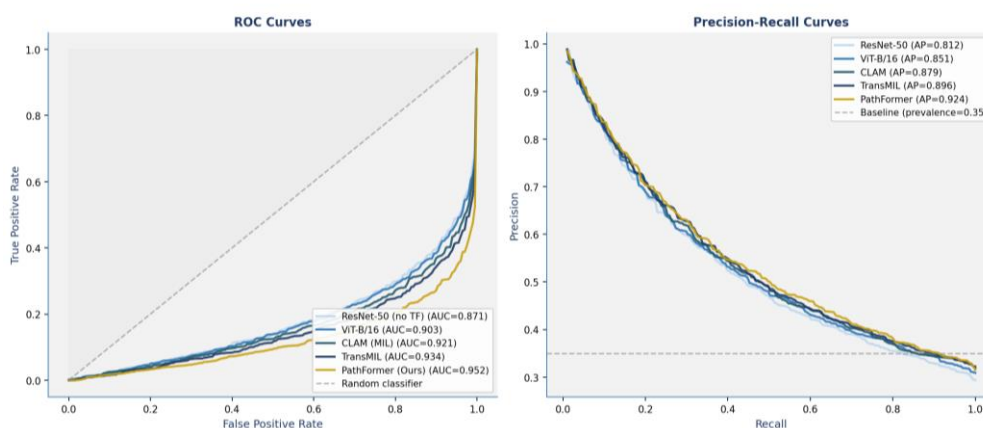 ROC Curves
True Positive Rate
1.0
0.8
0.6
0.4
0.2
0.0
ResNet-50 (no TF) (AUC=0.871)
ViT-B/16 (AUC=0.903)
CLAM (MIL) (AUC=0.921)
TransMIL (AUC=0.934)
PathFormer (Ours) (AUC=0.952)
Random classifier
0.0 0.2 0.4 0.6 0.8 1.0
False Positive Rate
Precision-Recall Curves
Precision
1.0
0.9
0.8
0.7
0.6
0.5
0.4
0.3
ResNet-50 (AP=0.812)
ViT-B/16 (AP=0.851)
CLAM (AP=0.879)
TransMIL (AP=0.896)
PathFormer (AP=0.924)
Baseline (prevalence=0.35
0.0 0.2 0.4 0.6 0.8 1.0
Recall